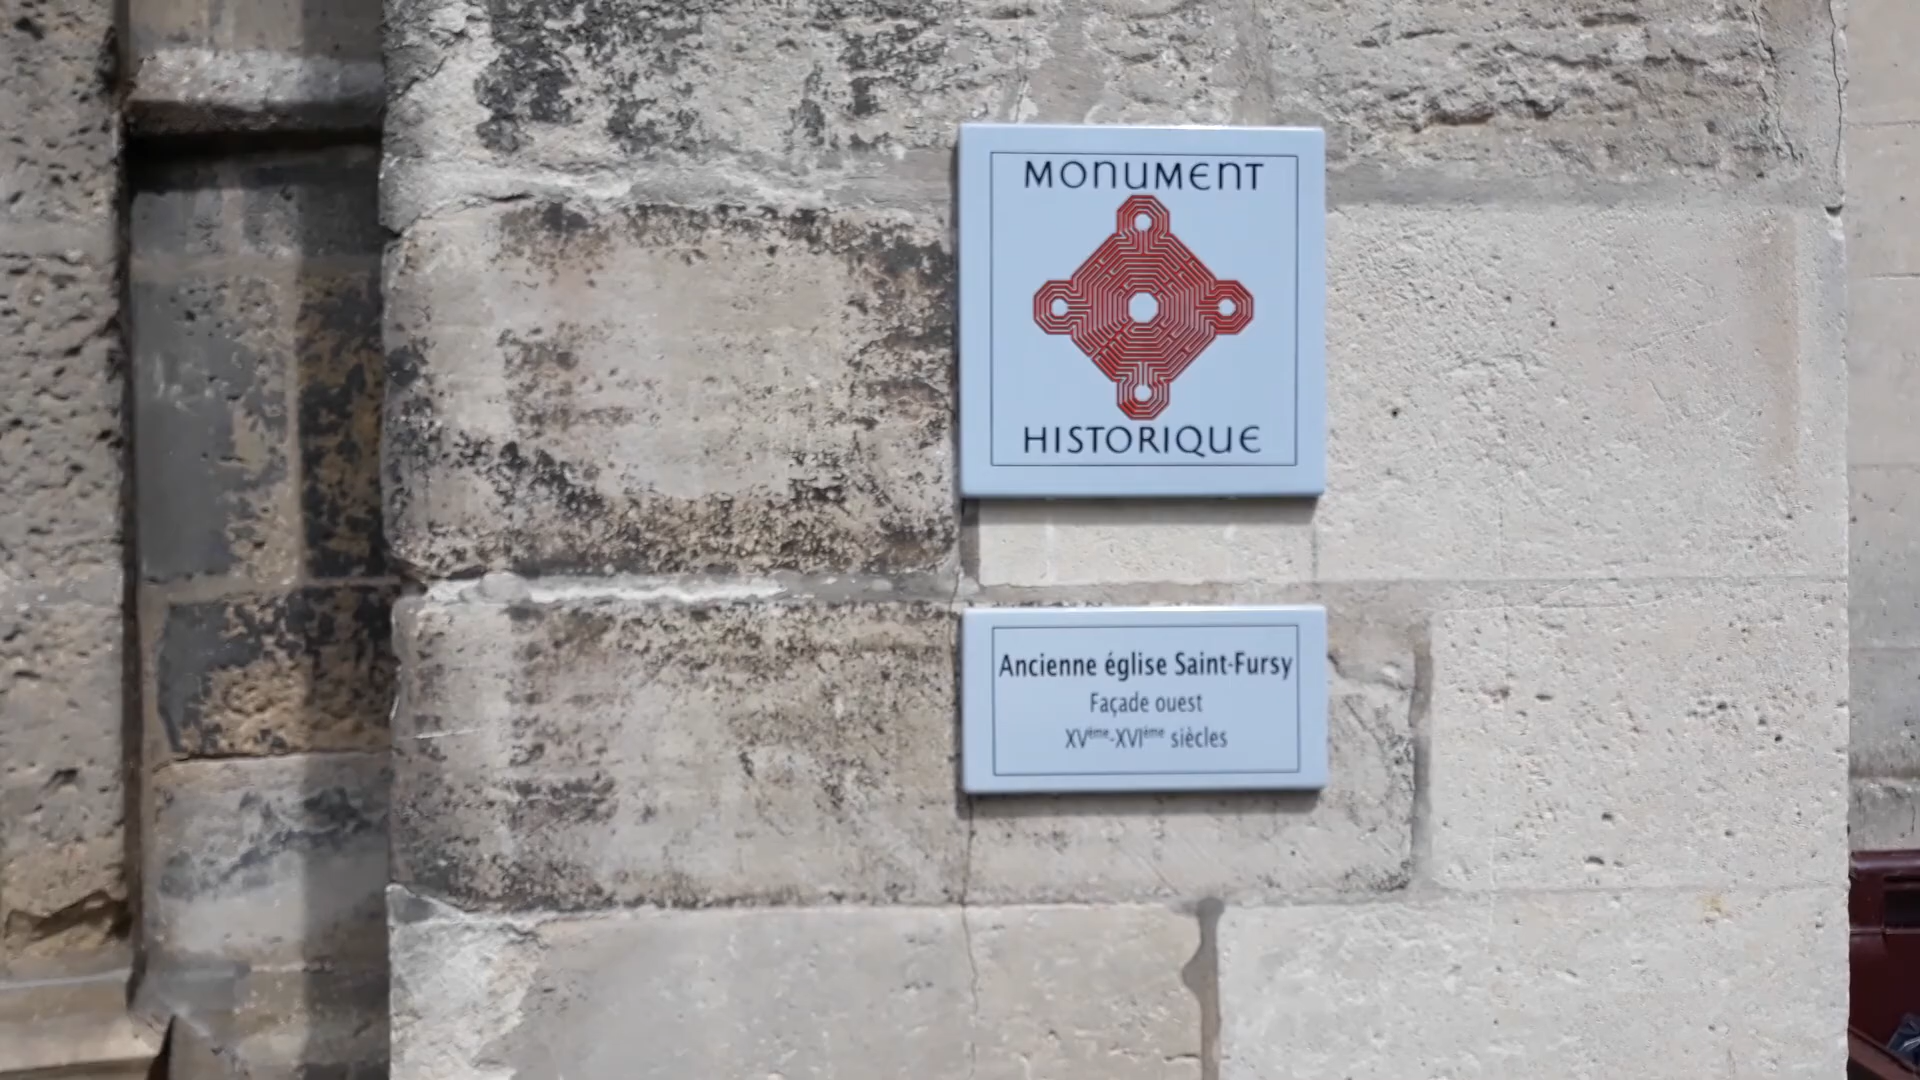 MONUMENT
HISTORIQUE
Ancienne église Saint-Fursy
Façade ouest
XVème-XVIème siècles